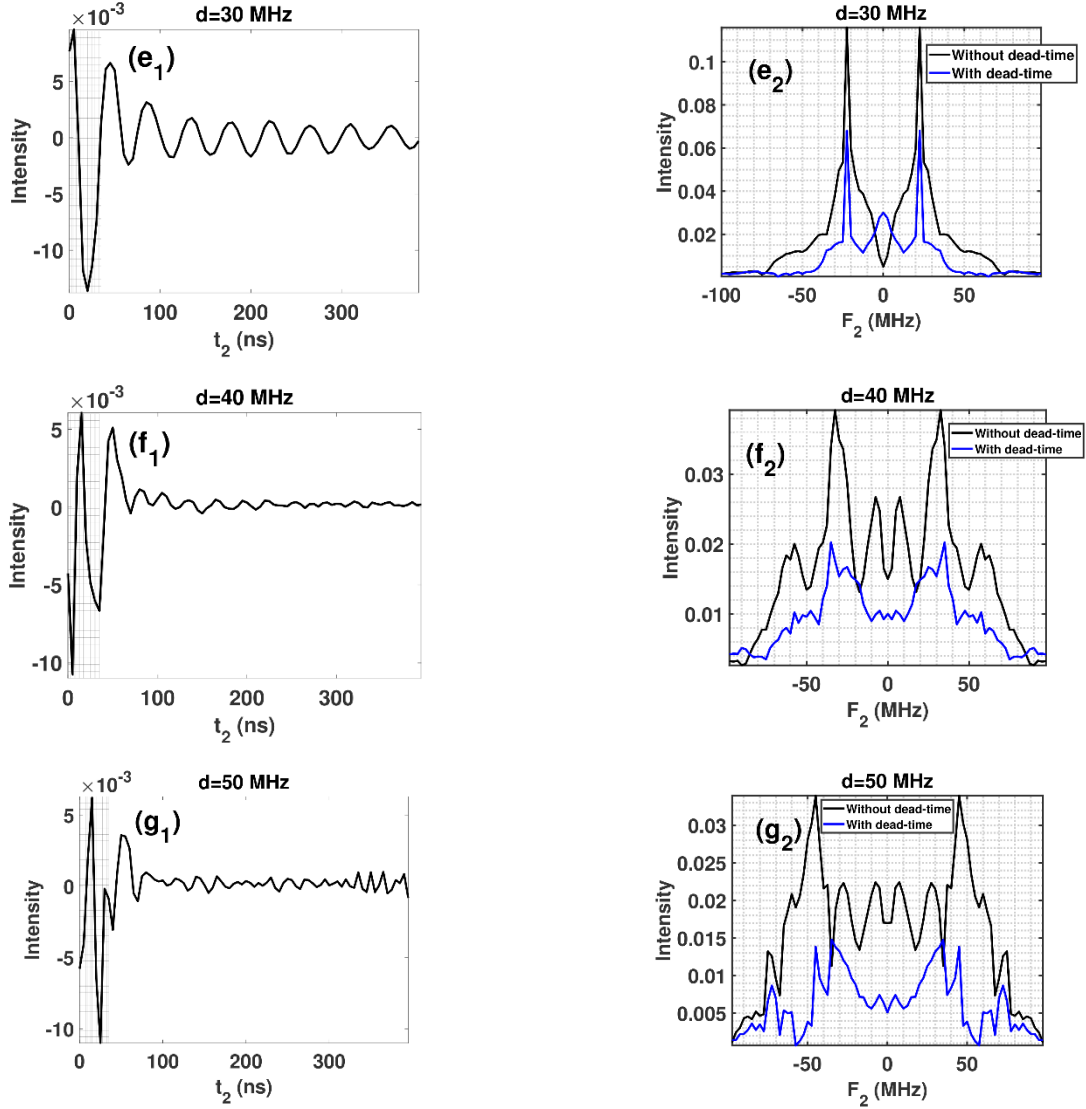 d=30 MHz
×10⁻³
(e₁)
Intensity
5
0
-5
-10
0
100
200
300
t₂ (ns)
d=30 MHz
(e₂)
Without dead-time
With dead-time
Intensity
0.1
0.08
0.06
0.04
0.02
-100
-50
0
50
F₂ (MHz)
d=40 MHz
×10⁻³
(f₁)
Intensity
5
0
-5
-10
0
100
200
300
t₂ (ns)
d=40 MHz
(f₂)
Without dead-time
With dead-time
Intensity
0.03
0.02
0.01
-50
0
50
F₂ (MHz)
d=50 MHz
×10⁻³
(g₁)
Intensity
5
0
-5
-10
0
100
200
300
t₂ (ns)
d=50 MHz
(g₂)
Without dead-time
With dead-time
Intensity
0.03
0.025
0.02
0.015
0.01
0.005
-50
0
50
F₂ (MHz)